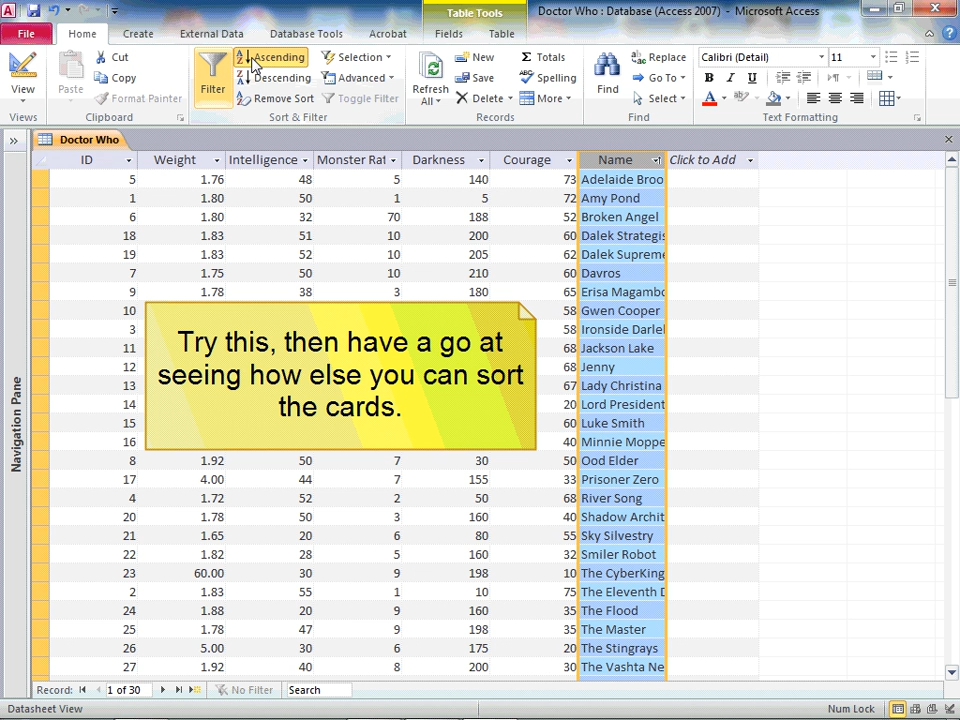 Table Tools
Doctor Who : Database (Access 2007) - Microsoft Access
File Home Create External Data Database Tools Acrobat Fields Table
View
Views
Paste
Cut
Copy
Format Painter
Clipboard
Filter
Ascending
Descending
Remove Sort
Selection
Advanced
Toggle Filter
Sort & Filter
Refresh
All
New
Save
Delete
Totals
Spelling
More
Records
Find
Replace
Go To
Select
Find
Calibri (Detail) 11
B I U
A
Text Formatting
Doctor Who
Navigation Pane
ID Weight Intelligence Monster Rat Darkness Courage Name Click to Add
5 1.76 48 5 140 73 Adelaide Broo
1 1.80 50 1 5 72 Amy Pond
6 1.80 32 70 188 52 Broken Angel
18 1.83 51 10 200 60 Dalek Strategis
19 1.83 52 10 205 62 Dalek Supreme
7 1.75 50 10 210 60 Davros
9 1.78 38 3 180 65 Erisa Magambo
10 58 Gwen Cooper
3 58 Ironside Darlel
11 68 Jackson Lake
12 68 Jenny
13 67 Lady Christina
14 20 Lord President
15 60 Luke Smith
16 40 Minnie Moppe
Try this, then have a go at
seeing how else you can sort
the cards.
8 1.92 50 7 30 50 Ood Elder
17 4.00 44 7 155 33 Prisoner Zero
4 1.72 52 2 50 68 River Song
20 1.78 50 3 160 40 Shadow Archit
21 1.65 20 6 80 55 Sky Silvestry
22 1.82 28 5 160 32 Smiler Robot
23 60.00 30 9 198 10 The CyberKing
2 1.83 55 1 10 75 The Eleventh D
24 1.88 20 9 160 35 The Flood
25 1.78 47 9 198 35 The Master
26 5.00 30 6 175 20 The Stingrays
27 1.92 40 8 200 30 The Vashta Ne
Record: 1 of 30 No Filter Search
Datasheet View Num Lock